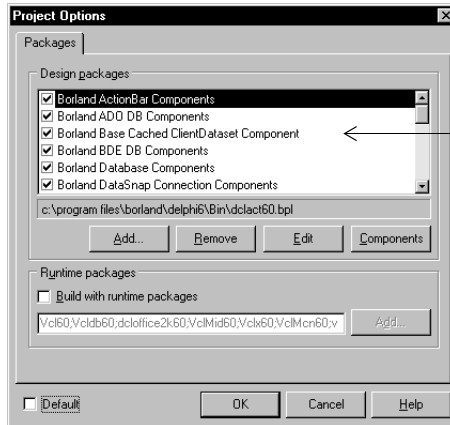 Project Options
Packages
Design packages
Borland ActionBar Components
Borland ADO DB Components
Borland Base Cached ClientDataset Component
Borland BDE DB Components
Borland Database Components
Borland DataSnap Connection Components
c:\program files\borland\delphi6\Bin\dclact60.bpl
Add... Remove Edit Components
Runtime packages
Build with runtime packages
Vcl60;Vcldb60;dcloffice2k60;VclMid60;Vclx60;VclMcn60;v Add...
Default OK Cancel Help